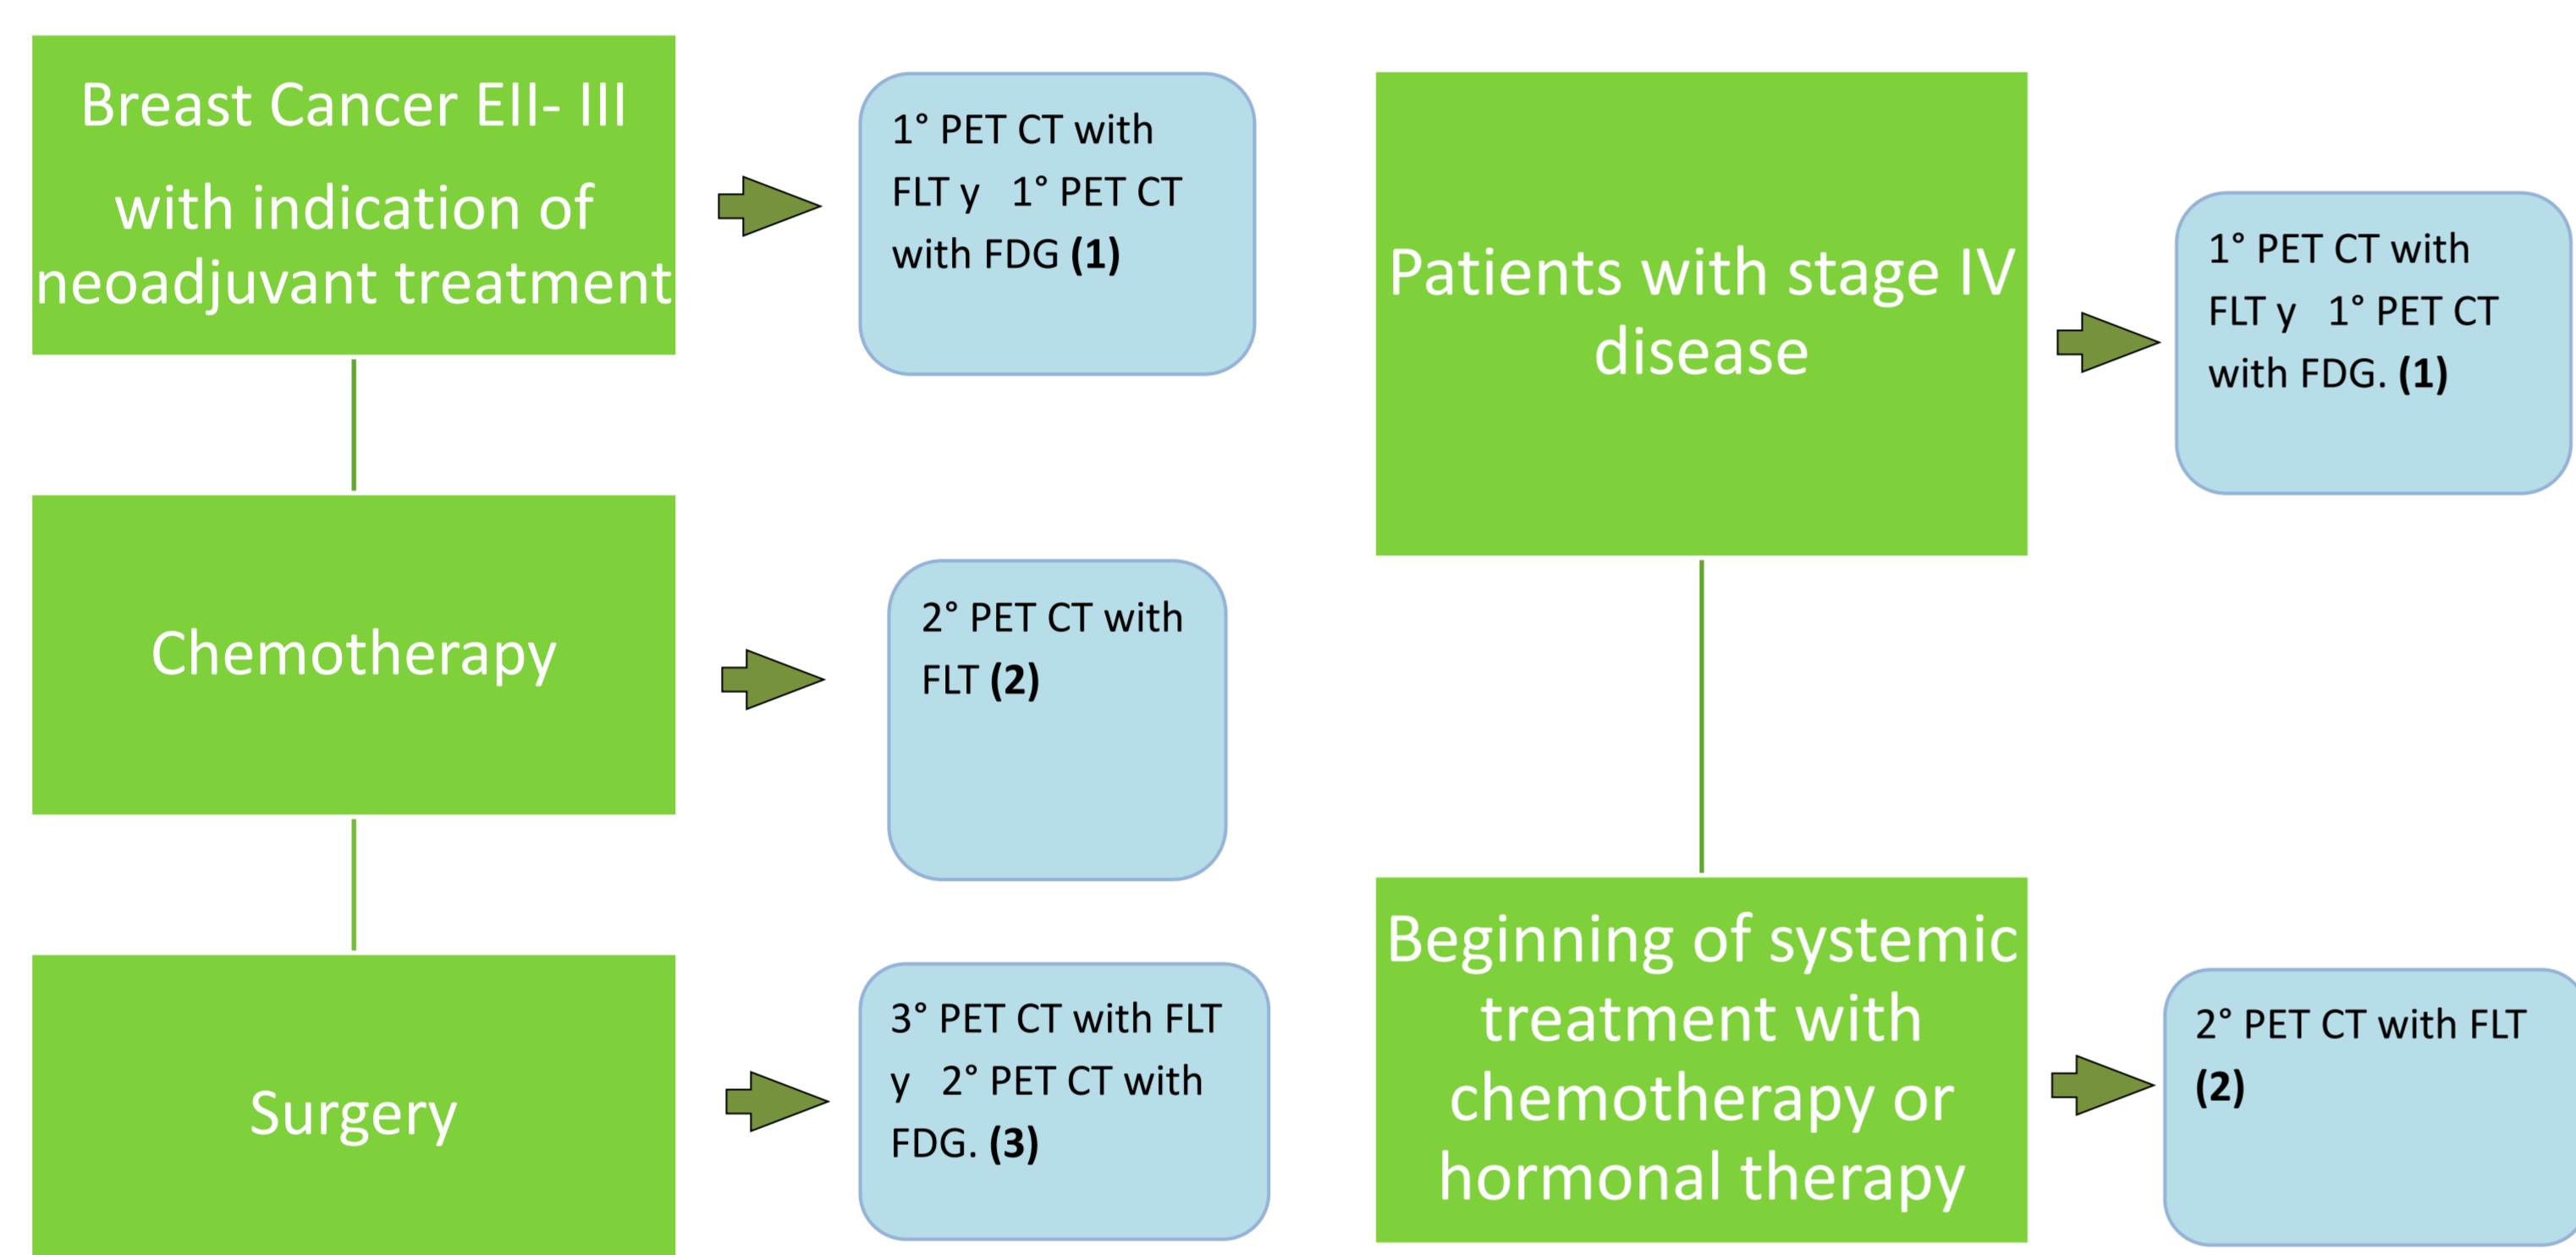 Breast Cancer EII- III
with indication of
neoadjuvant treatment
1° PET CT with
FLT y 1° PET CT
with FDG (1)
Chemotherapy
2° PET CT with
FLT (2)
Surgery
3° PET CT with FLT
y 2° PET CT with
FDG. (3)
Patients with stage IV
disease
1° PET CT with
FLT y 1° PET CT
with FDG. (1)
Beginning of systemic
treatment with
chemotherapy or
hormonal therapy
2° PET CT with FLT
(2)